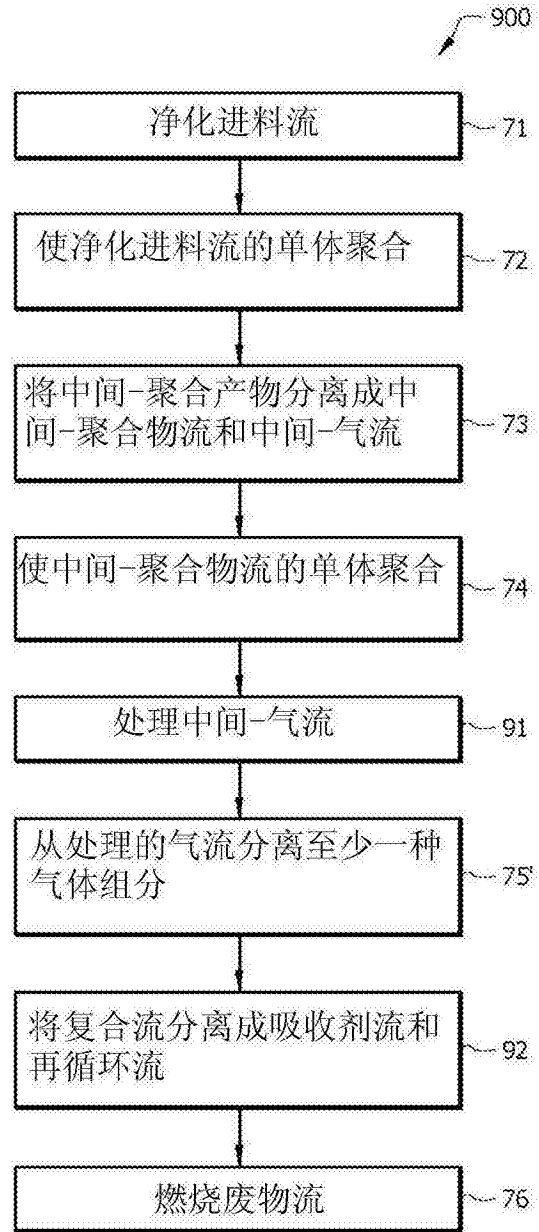 900
净化进料流
71
使净化进料流的单体聚合
72
将中间-聚合产物分离成中
间-聚合物流和中间-气流
73
使中间-聚合物流的单体聚合
74
处理中间-气流
91
从处理的气流分离至少一种
气体组分
75'
将复合流分离成吸收剂流和
再循环流
92
燃烧废物流
76